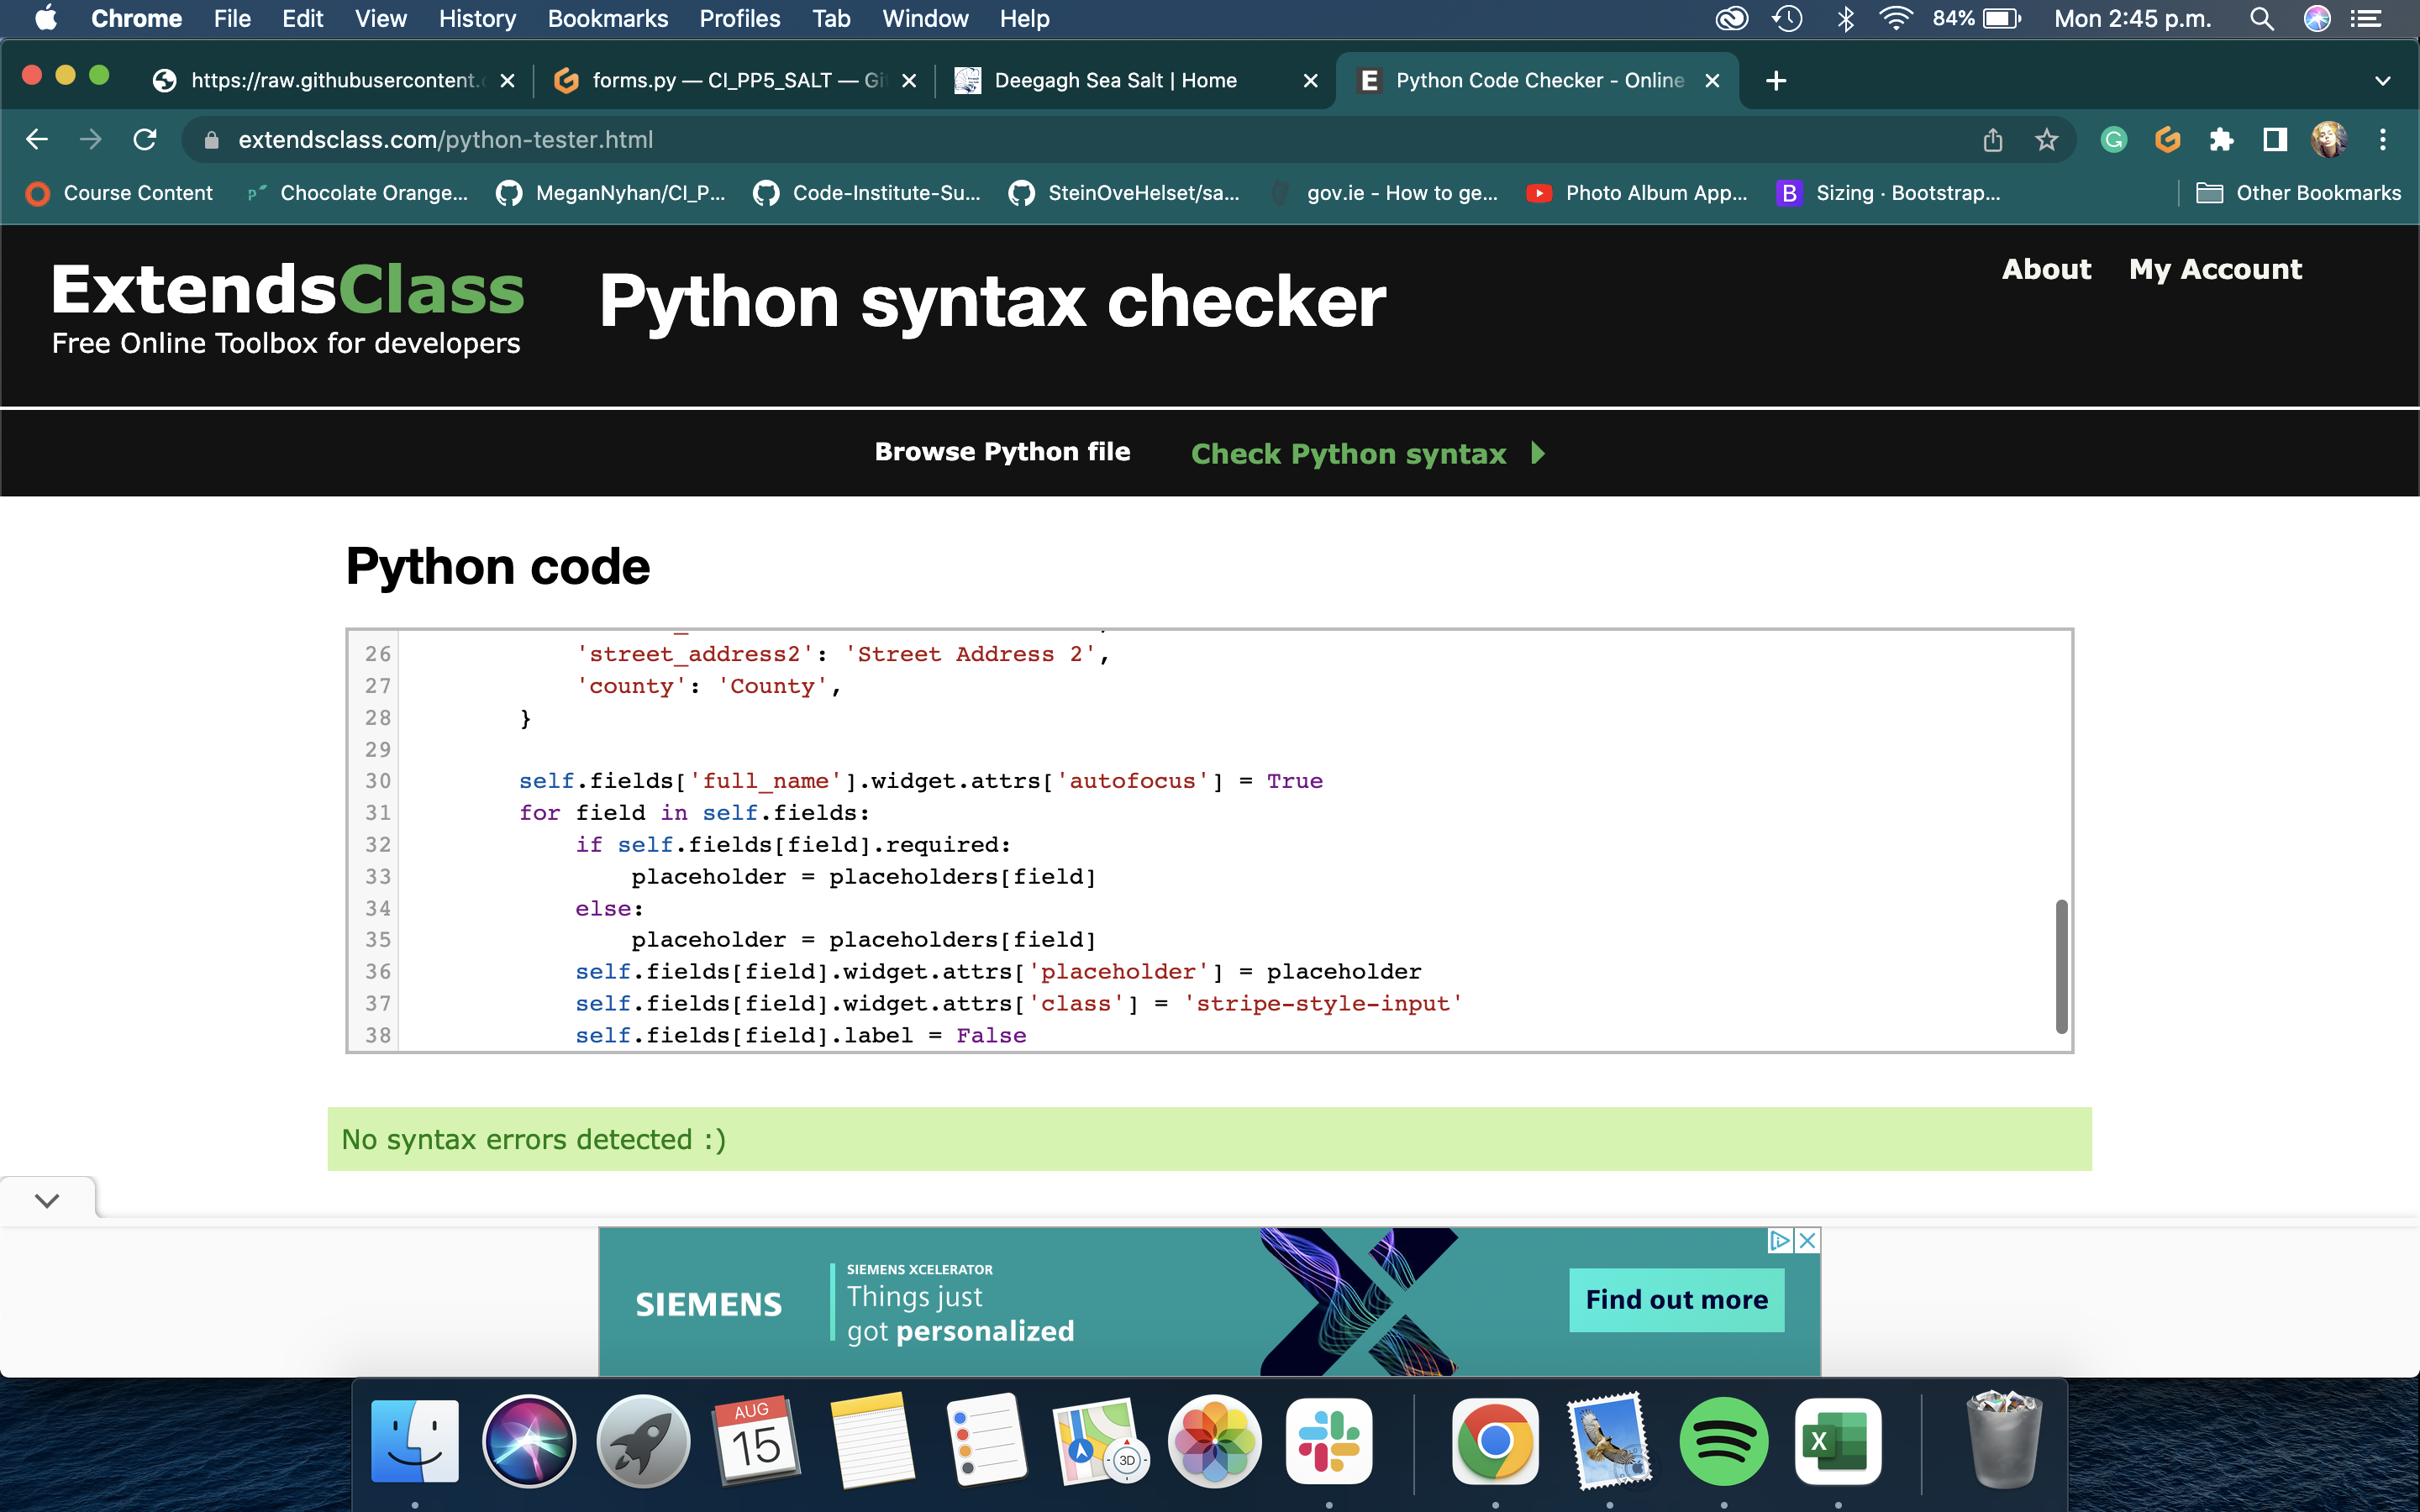 Chrome File Edit View History Bookmarks Profiles Tab Window Help 84% Mon 2:45 p.m.
https://raw.githubusercontent.c forms.py — CI_PP5_SALT — Gi Deegagh Sea Salt | Home E Python Code Checker - Online
extendsclass.com/python-tester.html
Course Content Chocolate Orange... MeganNyhan/CI_P... Code-Institute-Su... SteinOveHelset/sa... gov.ie - How to ge... Photo Album App... B Sizing · Bootstrap... Other Bookmarks
ExtendsClass Python syntax checker About My Account
Free Online Toolbox for developers
Browse Python file Check Python syntax
Python code
26 'street_address2': 'Street Address 2',
27 'county': 'County',
28 }
29
30 self.fields['full_name'].widget.attrs['autofocus'] = True
31 for field in self.fields:
32 if self.fields[field].required:
33 placeholder = placeholders[field]
34 else:
35 placeholder = placeholders[field]
36 self.fields[field].widget.attrs['placeholder'] = placeholder
37 self.fields[field].widget.attrs['class'] = 'stripe-style-input'
38 self.fields[field].label = False
No syntax errors detected :)
SIEMENS
SIEMENS XCELERATOR
Things just
got personalized
Find out more
AUG
15
3D
X